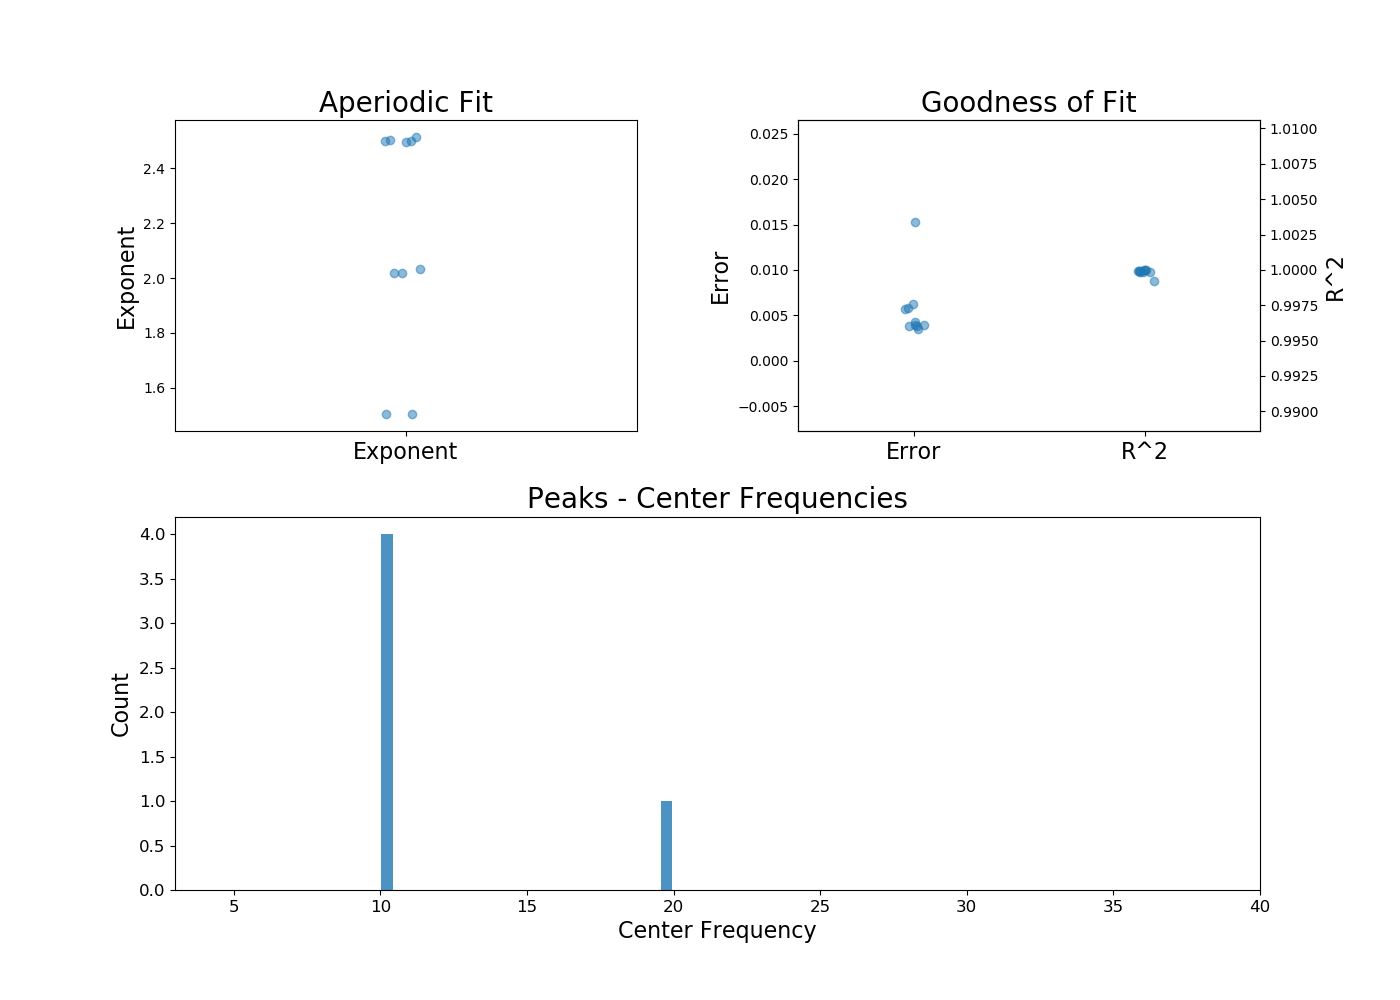 Aperiodic Fit
Exponent
2.4
2.2
2.0
1.8
1.6
Exponent
Goodness of Fit
Error
0.025
0.020
0.015
0.010
0.005
0.000
−0.005
1.0100
1.0075
1.0050
1.0025
1.0000
0.9975
0.9950
0.9925
0.9900
R^2
Error R^2
Peaks - Center Frequencies
Count
4.0
3.5
3.0
2.5
2.0
1.5
1.0
0.5
0.0
5 10 15 20 25 30 35 40
Center Frequency